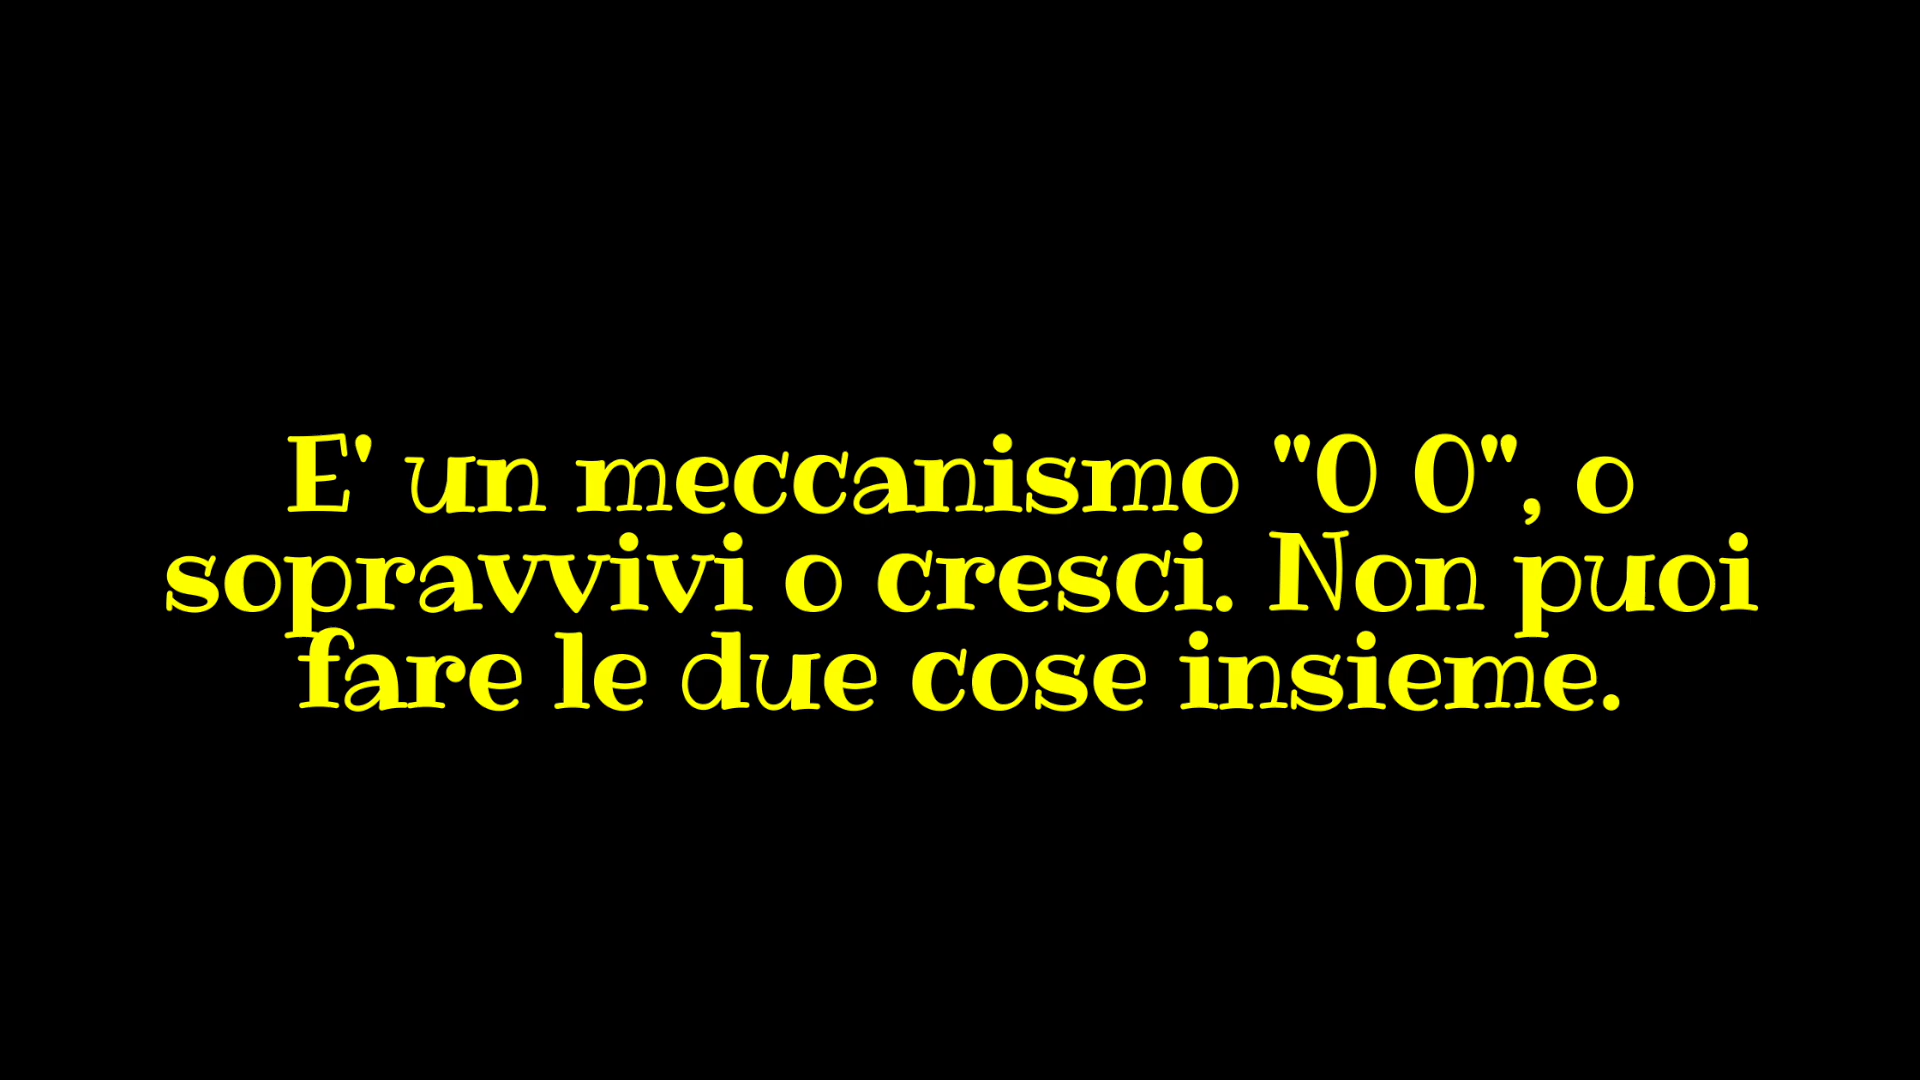 E' un meccanismo "O O", o
sopravvivi o cresci. Non puoi
fare le due cose insieme.